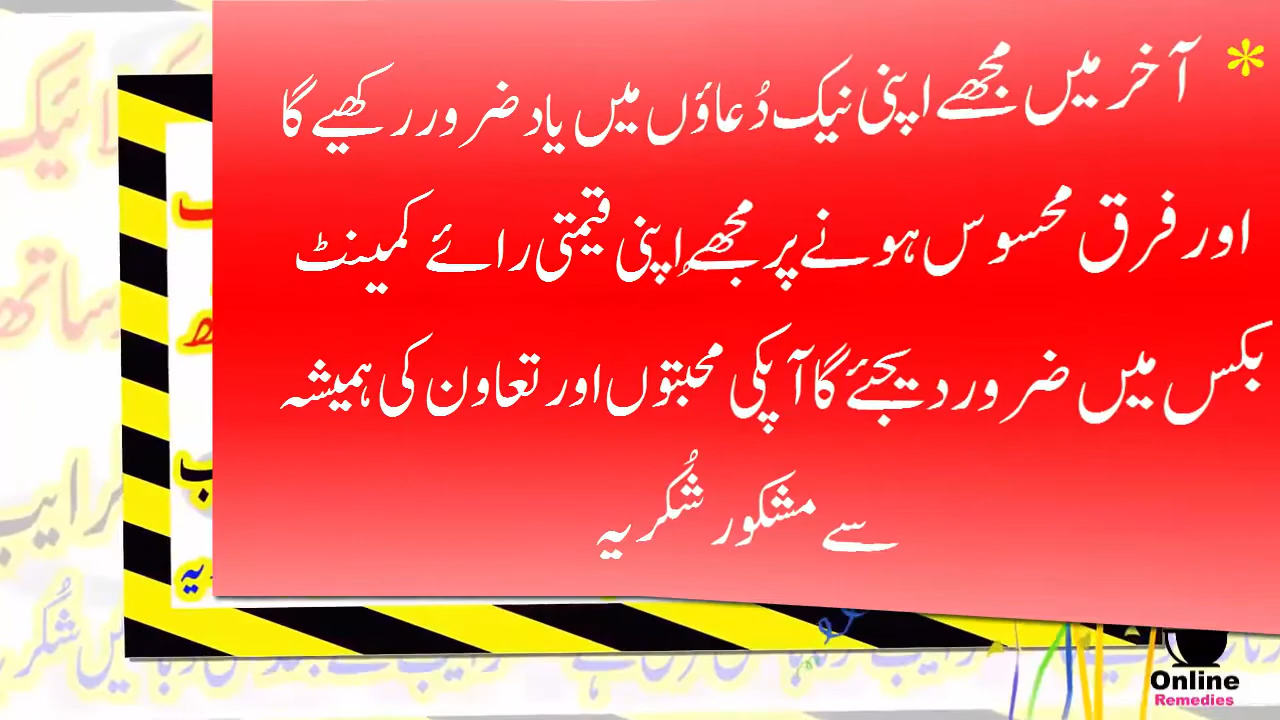 * آخر میں مجھے اپنی نیک دُعاؤں میں یاد ضرور رکھیے گا
اور فرق محسوس ہونے پر مجھے اپنی قیمتی رائے کمینٹ
بکس میں ضرور دیجئے گا آپکی محبتوں اور تعاون کی ہمیشہ
سے مشکور شُکریہ
Online
Remedies